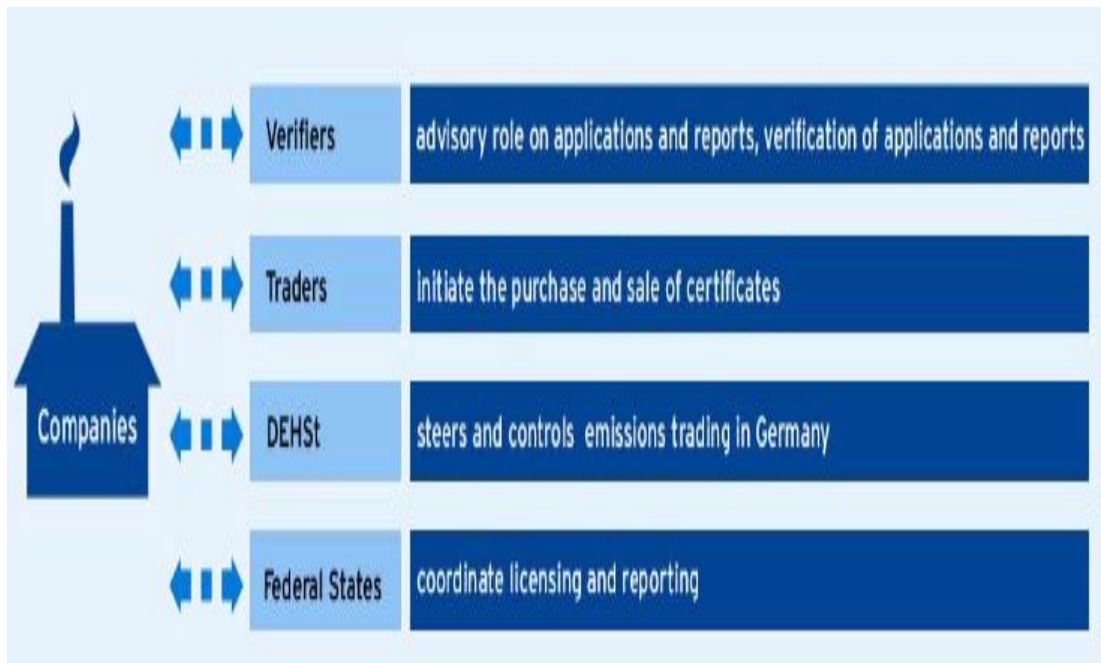 Verifiers
advisory role on applications and reports, verification of applications and reports
Traders
initiate the purchase and sale of certificates
Companies
DEHSt
steers and controls emissions trading in Germany
Federal States
coordinate licensing and reporting